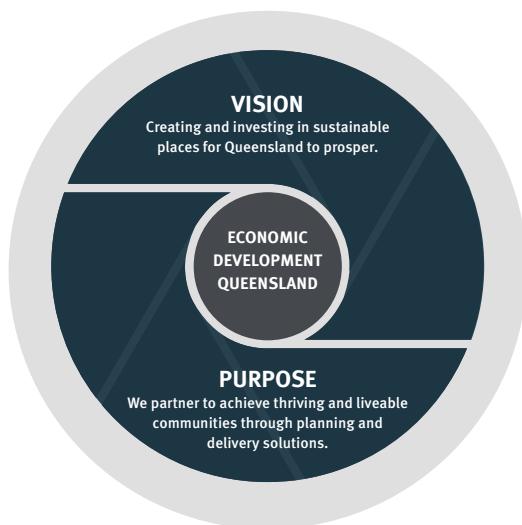 VISION
Creating and investing in sustainable
places for Queensland to prosper.
ECONOMIC
DEVELOPMENT
QUEENSLAND
PURPOSE
We partner to achieve thriving and liveable
communities through planning and
delivery solutions.